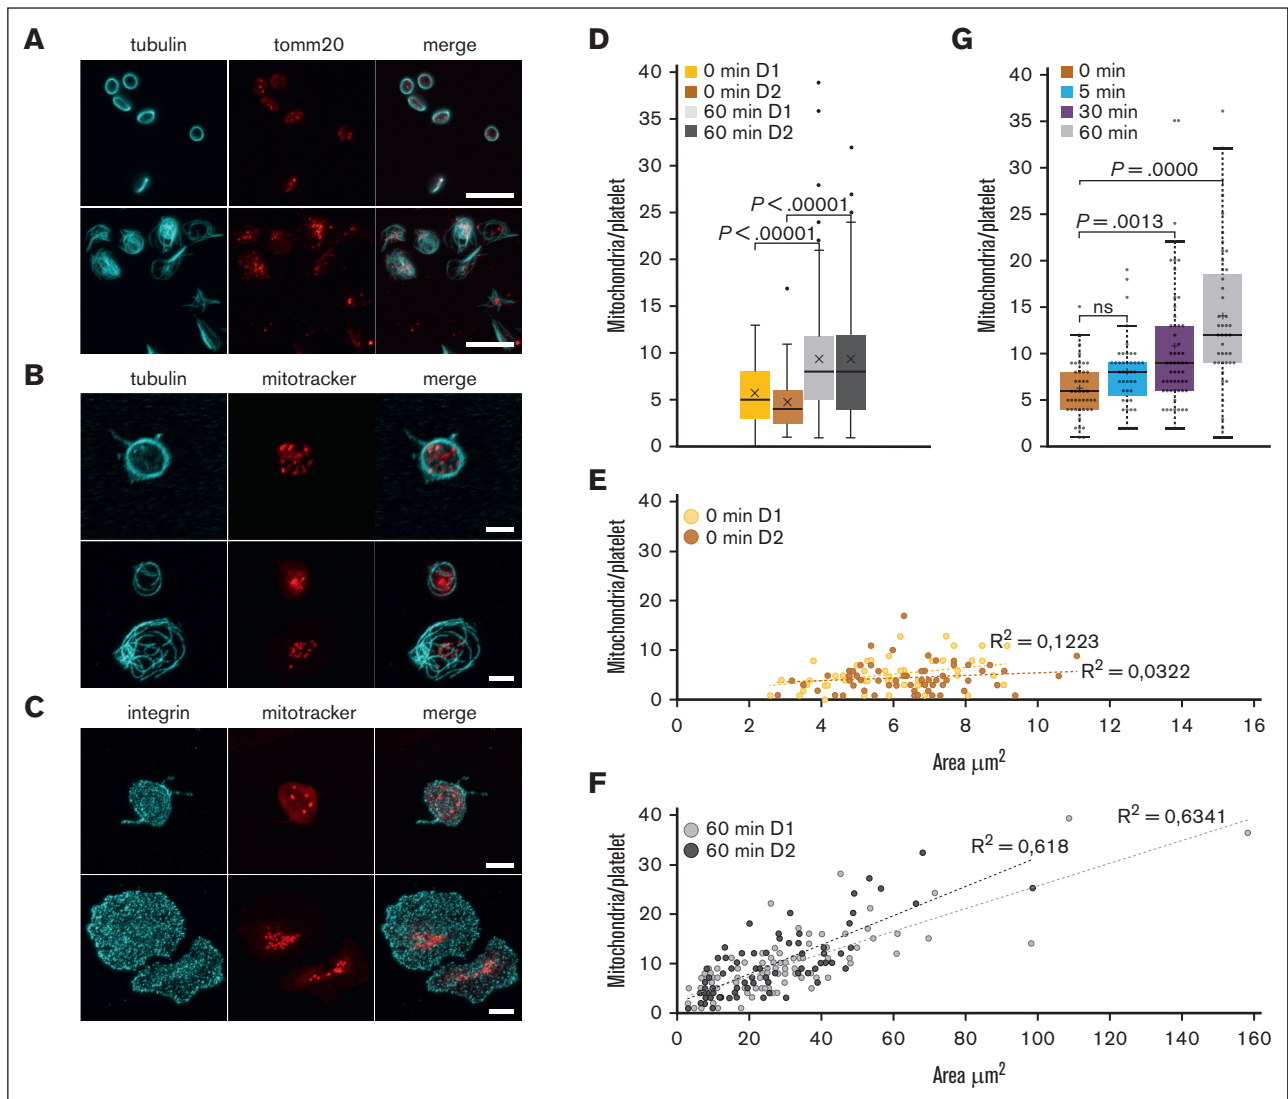 A
tubulin tomm20 merge
B
tubulin mitotracker merge
C
integrin mitotracker merge
D
0 min D1
0 min D2
60 min D1
60 min D2
Mitochondria/platelet
40
35
30
25
20
15
10
5
0
P < .00001
P < .00001
G
0 min
5 min
30 min
60 min
Mitochondria/platelet
40
35
30
25
20
15
10
5
0
P = .0000
P = .0013
ns
E
0 min D1
0 min D2
Mitochondria/platelet
40
30
20
10
0
R² = 0,1223
R² = 0,0322
0 2 4 6 8 10 12 14 16
Area μm²
F
60 min D1
60 min D2
Mitochondria/platelet
40
30
20
10
0
R² = 0,618
R² = 0,6341
0 20 40 60 80 100 120 140 160
Area μm²